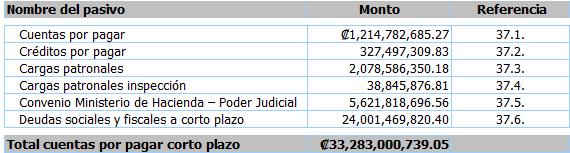 Nombre del pasivo Monto Referencia
Cuentas por pagar ₡1,214,782,685.27 37.1.
Créditos por pagar 327,497,309.83 37.2.
Cargas patronales 2,078,586,350.18 37.3.
Cargas patronales inspección 38,845,876.81 37.4.
Convenio Ministerio de Hacienda – Poder Judicial 5,621,818,696.56 37.5.
Deudas sociales y fiscales a corto plazo 24,001,469,820.40 37.6.
Total cuentas por pagar corto plazo ₡33,283,000,739.05